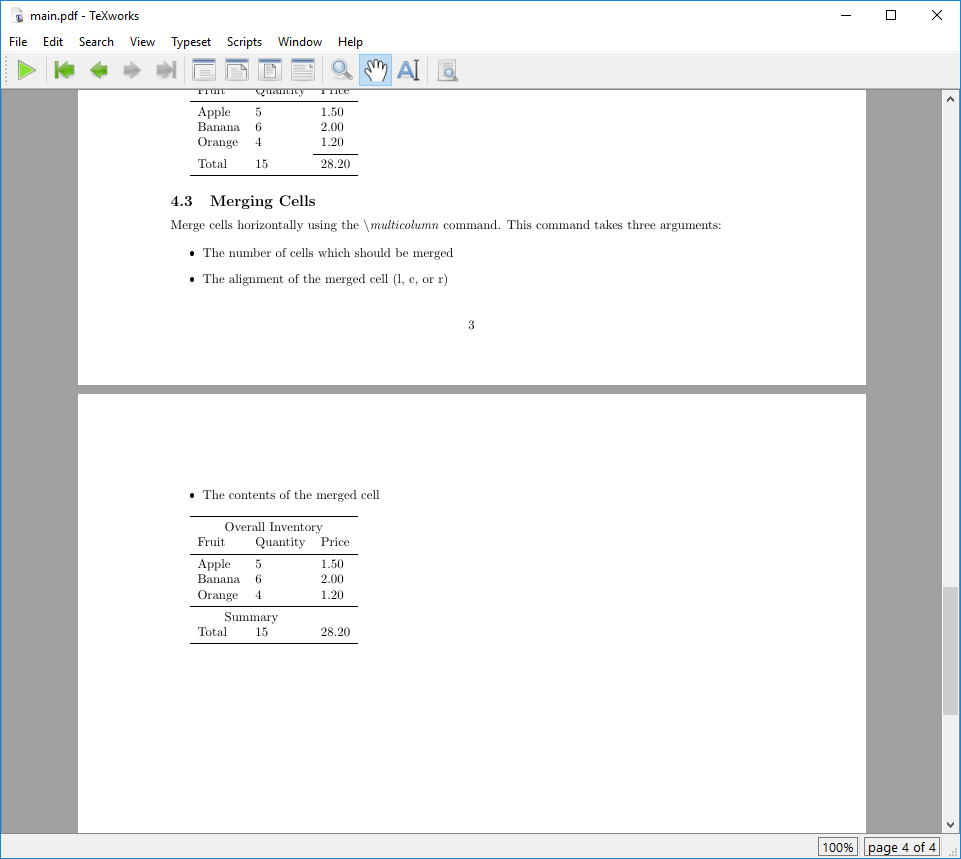 main.pdf - TeXworks
File Edit Search View Typeset Scripts Window Help
Fruit Quantity Price
Apple 5 1.50
Banana 6 2.00
Orange 4 1.20
Total 15 28.20
4.3 Merging Cells
Merge cells horizontally using the \multicolumn command. This command takes three arguments:
• The number of cells which should be merged
• The alignment of the merged cell (l, c, or r)
3
• The contents of the merged cell
Overall Inventory
Fruit Quantity Price
Apple 5 1.50
Banana 6 2.00
Orange 4 1.20
Summary
Total 15 28.20
100% page 4 of 4